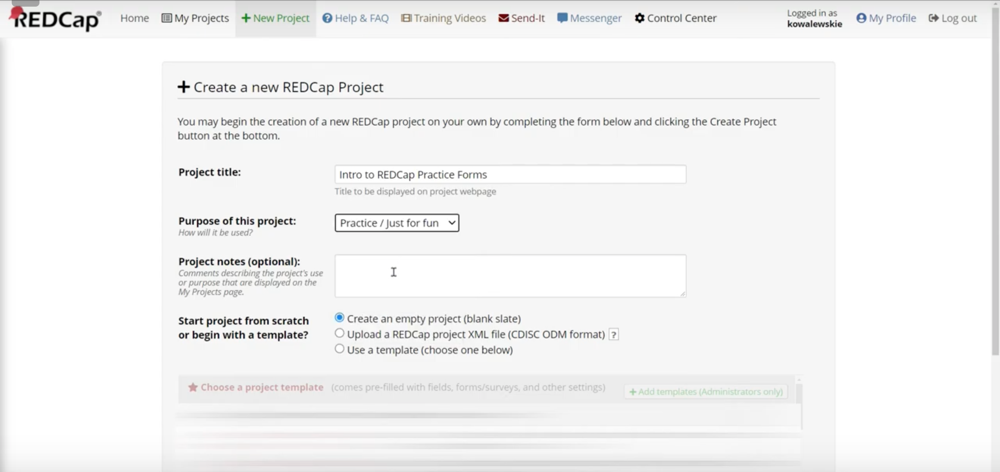 REDCap®
Home My Projects New Project Help & FAQ Training Videos Send-It Messenger Control Center
Logged in as
kowalewskie
My Profile Log out
Create a new REDCap Project
You may begin the creation of a new REDCap project on your own by completing the form below and clicking the Create Project
button at the bottom.
Project title:
Intro to REDCap Practice Forms
Title to be displayed on project webpage
Purpose of this project:
How will it be used?
Practice / Just for fun
Project notes (optional):
Comments describing the project's use
or purpose that are displayed on the
My Projects page.
Start project from scratch
or begin with a template?
Create an empty project (blank slate)
Upload a REDCap project XML file (CDISC ODM format) ?
Use a template (choose one below)
Choose a project template (comes pre-filled with fields, forms/surveys, and other settings)
+ Add templates (Administrators only)